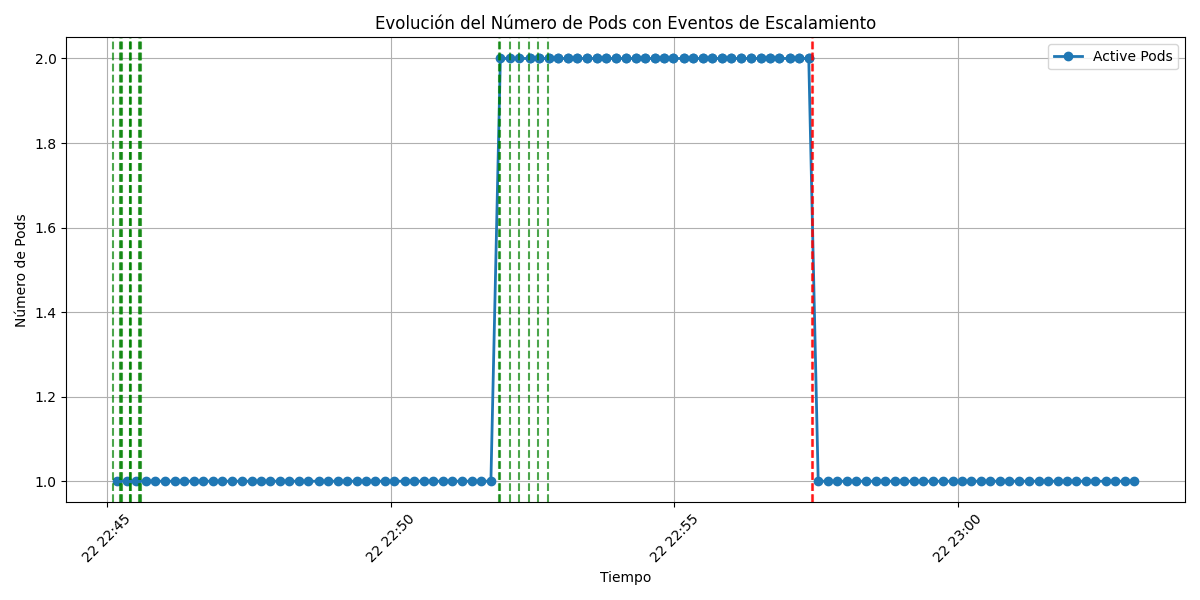 Evolución del Número de Pods con Eventos de Escalamiento
Active Pods
Número de Pods
2.0
1.8
1.6
1.4
1.2
1.0
22 22:45
22 22:50
22 22:55
22 23:00
Tiempo